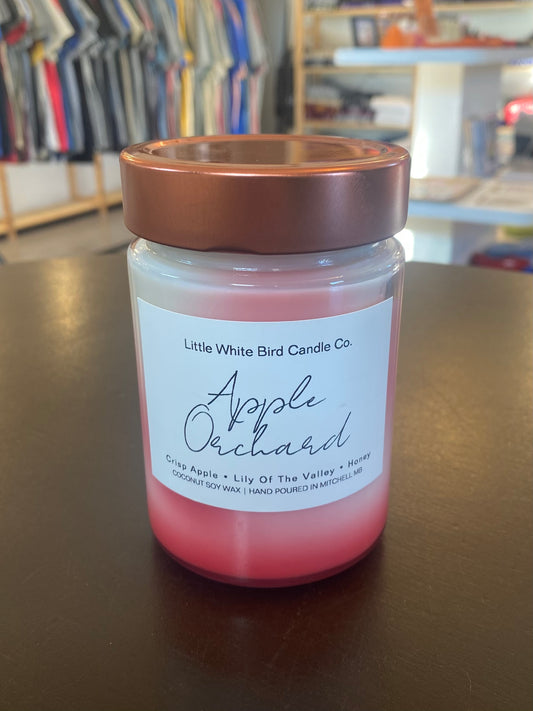 Little White Bird Candle Co.
Apple
Orchard
Crisp Apple • Lily Of The Valley • Honey
COCONUT SOY WAX | HAND POURED IN MITCHELL MB